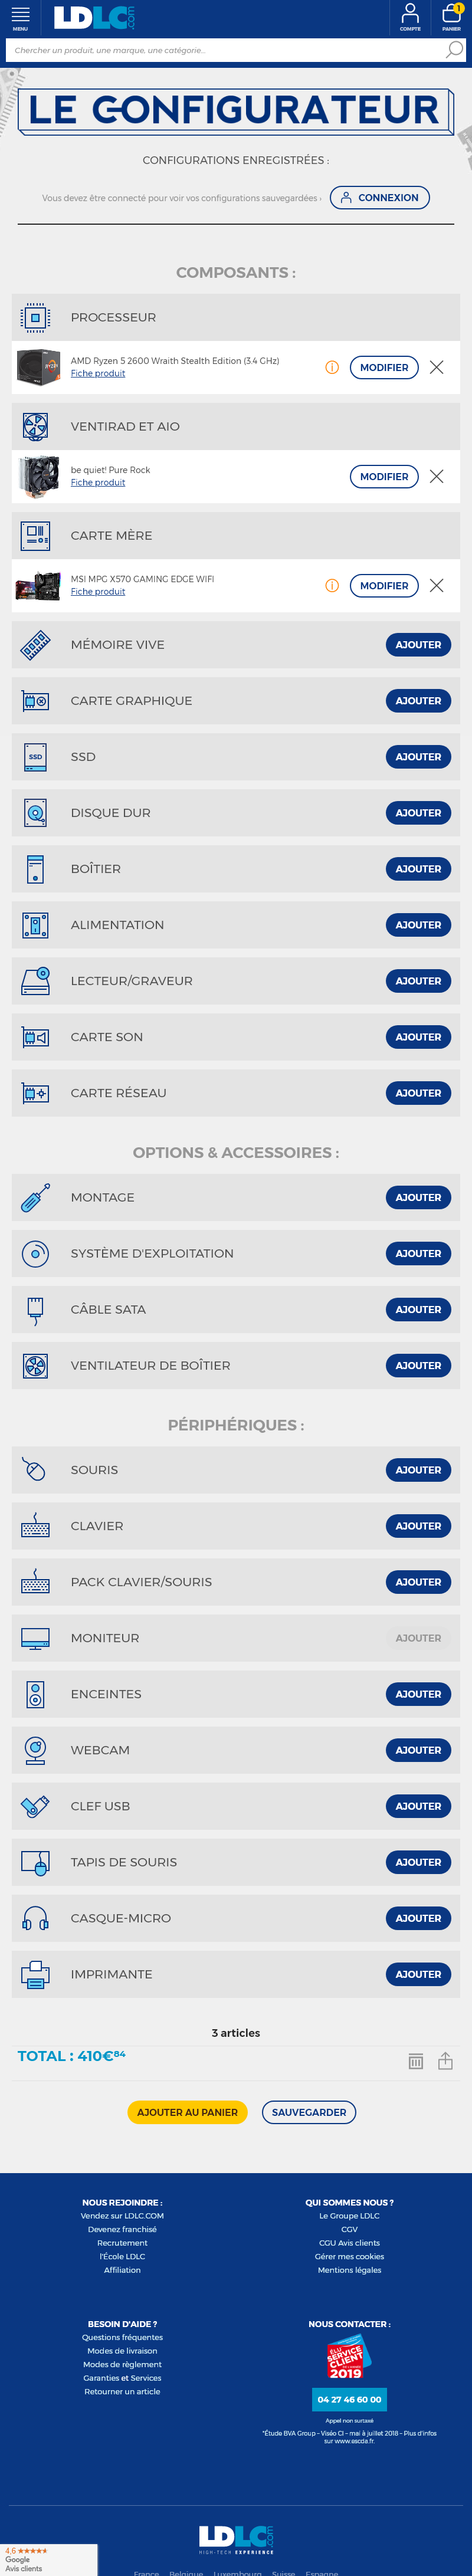 MENU
LDLC.com
COMPTE
1
PANIER
Chercher un produit, une marque, une catégorie...
LE CONFIGURATEUR
CONFIGURATIONS ENREGISTRÉES :
Vous devez être connecté pour voir vos configurations sauvegardées ›
CONNEXION
COMPOSANTS :
PROCESSEUR
AMD Ryzen 5 2600 Wraith Stealth Edition (3.4 GHz)
Fiche produit
MODIFIER
VENTIRAD ET AIO
be quiet! Pure Rock
Fiche produit
MODIFIER
CARTE MÈRE
MSI MPG X570 GAMING EDGE WIFI
Fiche produit
MODIFIER
MÉMOIRE VIVE
AJOUTER
CARTE GRAPHIQUE
AJOUTER
SSD
SSD
AJOUTER
DISQUE DUR
AJOUTER
BOÎTIER
AJOUTER
ALIMENTATION
AJOUTER
LECTEUR/GRAVEUR
AJOUTER
CARTE SON
AJOUTER
CARTE RÉSEAU
AJOUTER
OPTIONS & ACCESSOIRES :
MONTAGE
AJOUTER
SYSTÈME D'EXPLOITATION
AJOUTER
CÂBLE SATA
AJOUTER
VENTILATEUR DE BOÎTIER
AJOUTER
PÉRIPHÉRIQUES :
SOURIS
AJOUTER
CLAVIER
AJOUTER
PACK CLAVIER/SOURIS
AJOUTER
MONITEUR
AJOUTER
ENCEINTES
AJOUTER
WEBCAM
AJOUTER
CLEF USB
AJOUTER
TAPIS DE SOURIS
AJOUTER
CASQUE-MICRO
AJOUTER
IMPRIMANTE
AJOUTER
3 articles
TOTAL : 410€84
AJOUTER AU PANIER
SAUVEGARDER
NOUS REJOINDRE :
Vendez sur LDLC.COM
Devenez franchisé
Recrutement
l'École LDLC
Affiliation
QUI SOMMES NOUS ?
Le Groupe LDLC
CGV
CGU Avis clients
Gérer mes cookies
Mentions légales
BESOIN D'AIDE ?
Questions fréquentes
Modes de livraison
Modes de règlement
Garanties et Services
Retourner un article
NOUS CONTACTER :
ÉLU
SERVICE
CLIENT
2019
04 27 46 60 00
Appel non surtaxé
*Étude BVA Group – Viséo CI – mai à juillet 2018 – Plus d'infos
sur www.escda.fr.
LDLC.com
HIGH-TECH EXPERIENCE
4,6
Google
Avis clients
France
Belgique
Luxembourg
Suisse
Espagne